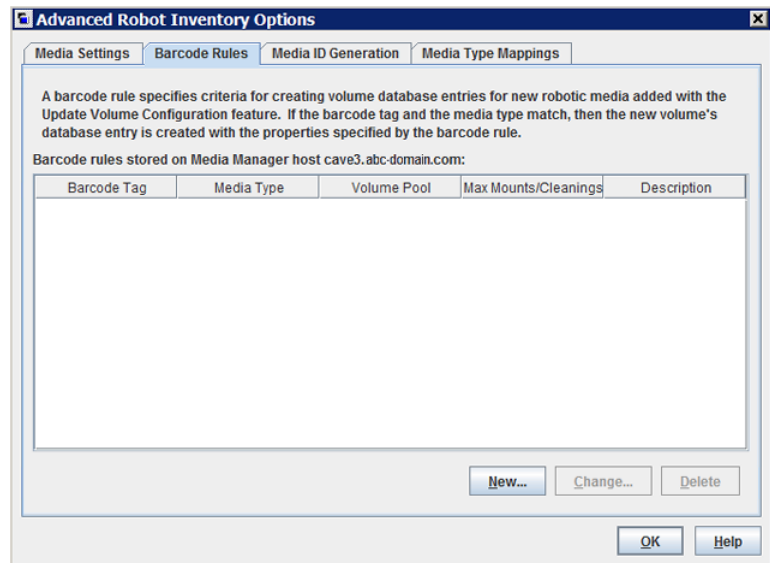 Advanced Robot Inventory Options
Media Settings Barcode Rules Media ID Generation Media Type Mappings
A barcode rule specifies criteria for creating volume database entries for new robotic media added with the
Update Volume Configuration feature. If the barcode tag and the media type match, then the new volume's
database entry is created with the properties specified by the barcode rule.
Barcode rules stored on Media Manager host cave3.abc-domain.com:
Barcode Tag Media Type Volume Pool Max Mounts/Cleanings Description
New... Change... Delete
OK Help